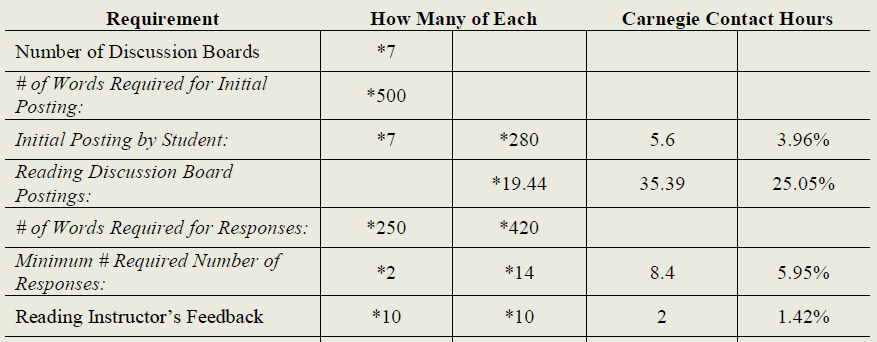 Requirement How Many of Each Carnegie Contact Hours
Number of Discussion Boards *7
# of Words Required for Initial
Posting: *500
Initial Posting by Student: *7 *280 5.6 3.96%
Reading Discussion Board
Postings: *19.44 35.39 25.05%
# of Words Required for Responses: *250 *420
Minimum # Required Number of
Responses: *2 *14 8.4 5.95%
Reading Instructor’s Feedback *10 *10 2 1.42%